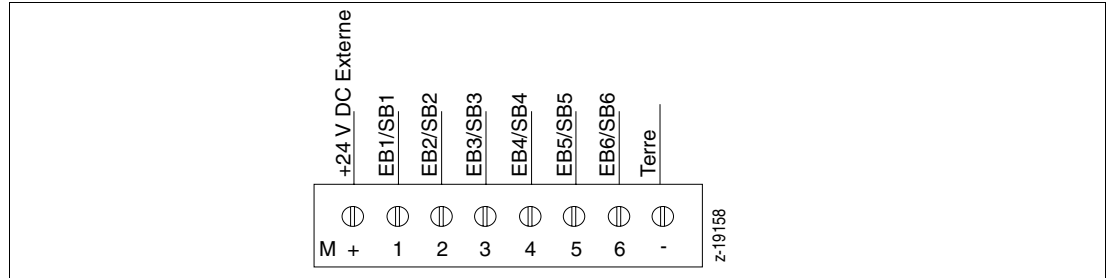 +24 V DC Externe
EB1/SB1
EB2/SB2
EB3/SB3
EB4/SB4
EB5/SB5
EB6/SB6
Terre
M + 1 2 3 4 5 6 -
z-19158